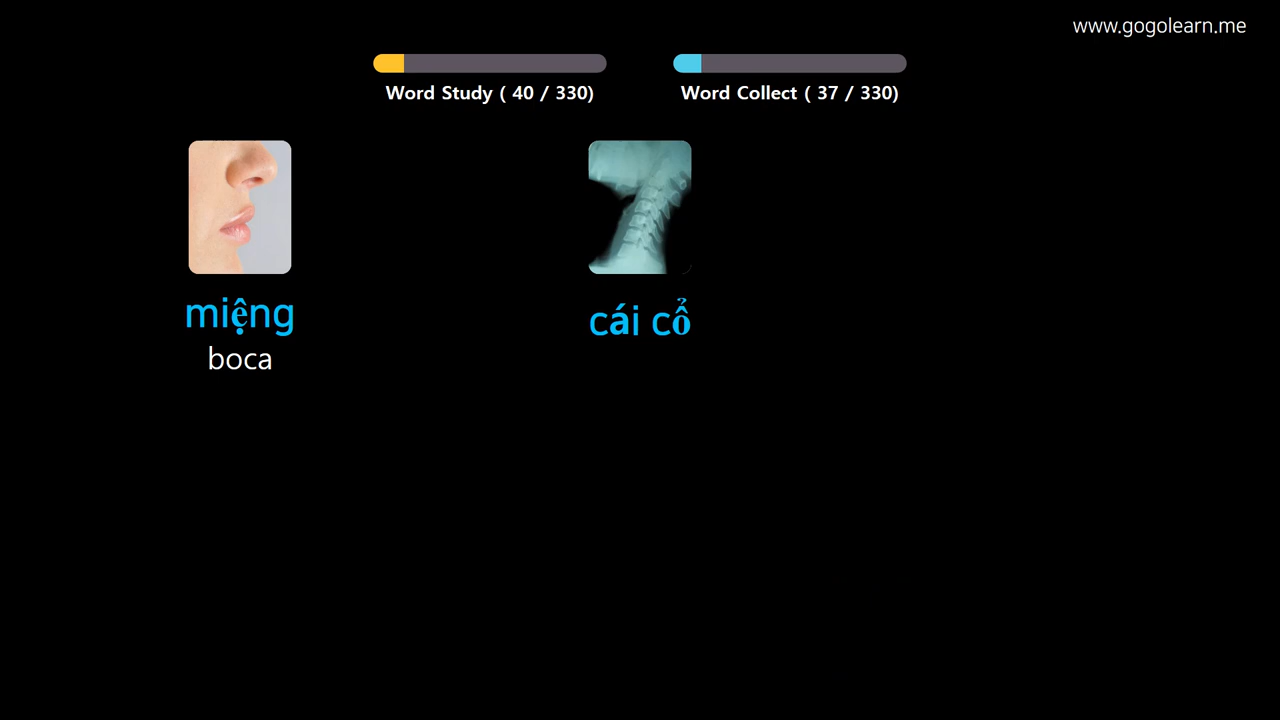 www.gogolearn.me
Word Study ( 40 / 330)
Word Collect ( 37 / 330)
miệng
boca
cái cổ